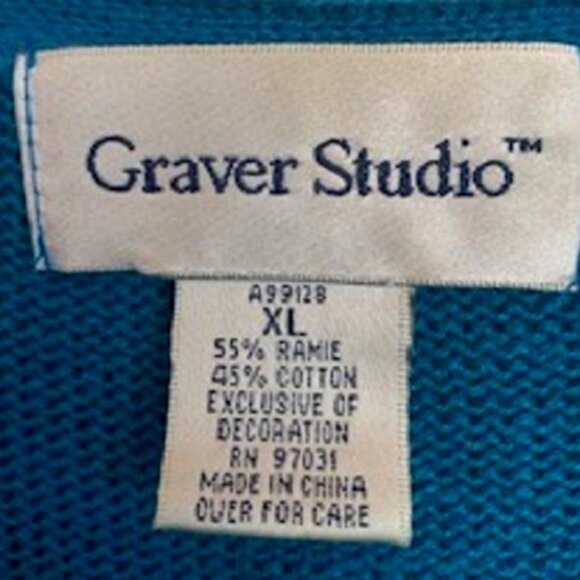 Graver Studio™
A99128
XL
55% RAMIE
45% COTTON
EXCLUSIVE OF
DECORATION
RN 97031
MADE IN CHINA
OVER FOR CARE